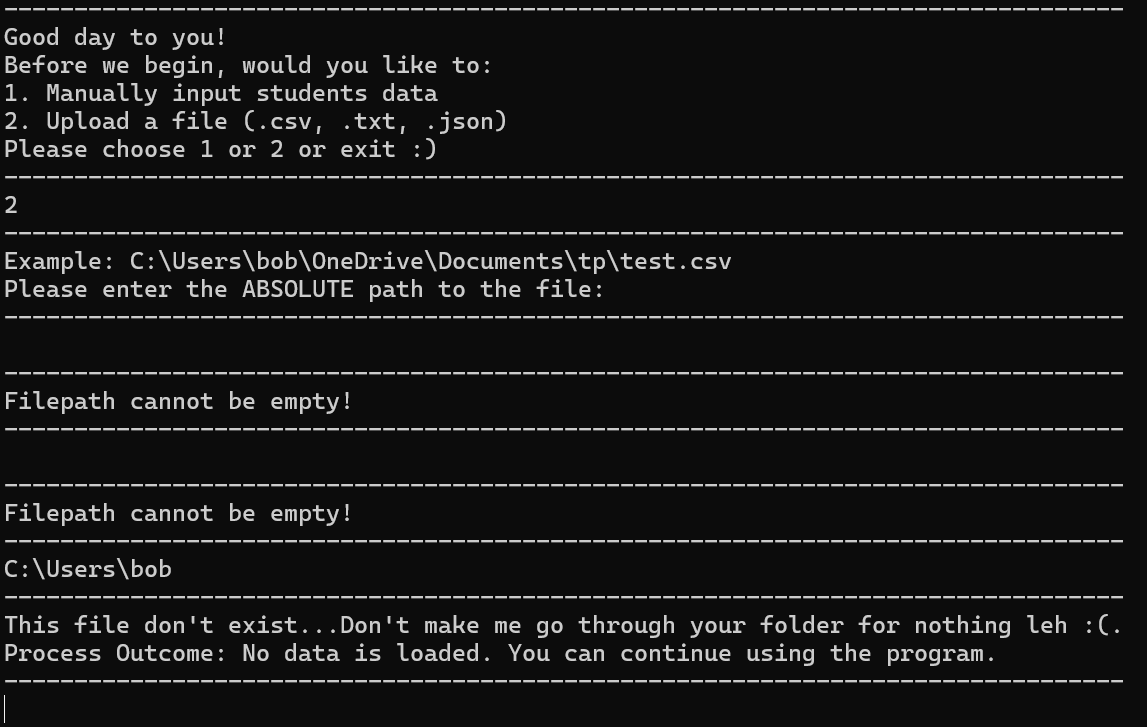 --------------------------------------------------------------------------------
Good day to you!
Before we begin, would you like to:
1. Manually input students data
2. Upload a file (.csv, .txt, .json)
Please choose 1 or 2 or exit :)
--------------------------------------------------------------------------------
2
--------------------------------------------------------------------------------
Example: C:\Users\bob\OneDrive\Documents\tp\test.csv
Please enter the ABSOLUTE path to the file:
--------------------------------------------------------------------------------
--------------------------------------------------------------------------------
Filepath cannot be empty!
--------------------------------------------------------------------------------
--------------------------------------------------------------------------------
Filepath cannot be empty!
--------------------------------------------------------------------------------
C:\Users\bob
--------------------------------------------------------------------------------
This file don't exist...Don't make me go through your folder for nothing leh :(.
Process Outcome: No data is loaded. You can continue using the program.
--------------------------------------------------------------------------------